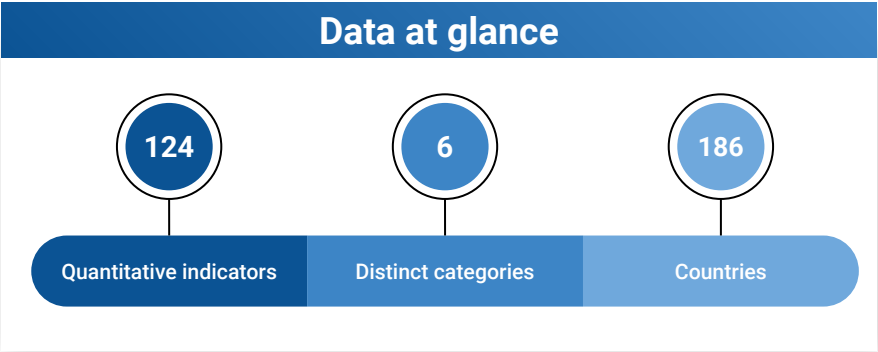 Data at glance
124
6
186
Quantitative indicators
Distinct categories
Countries